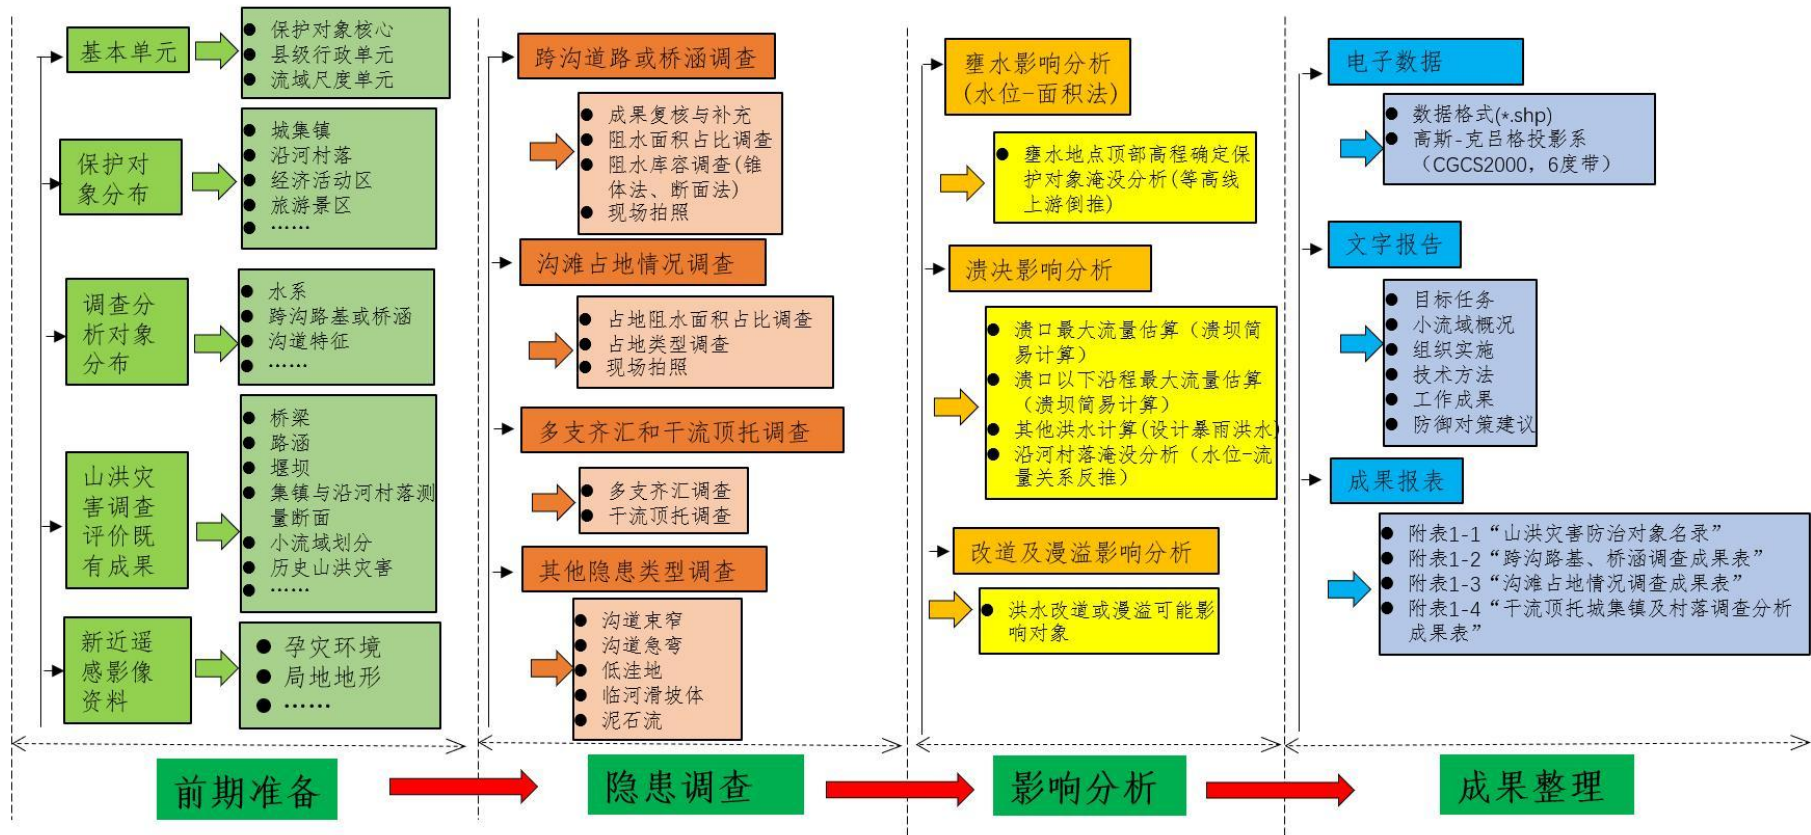 基本单元
保护对象核心
县级行政单元
流域尺度单元
保护对
象分布
城集镇
沿河村落
经济活动区
旅游景区
……
调查分
析对象
分布
水系
跨沟路基或桥涵
沟道特征
……
山洪灾
害调查
评价既
有成果
桥梁
路涵
堰坝
集镇与沿河村落测
量断面
小流域划分
历史山洪灾害
……
新近遥
感影像
资料
孕灾环境
局地地形
……
前期准备
跨沟道路或桥涵调查
成果复核与补充
阻水面积占比调查
阻水库容调查(锥
体法、断面法)
现场拍照
沟滩占地情况调查
占地阻水面积占比调查
占地类型调查
现场拍照
多支齐汇和干流顶托调查
多支齐汇调查
干流顶托调查
其他隐患类型调查
沟道束窄
沟道急弯
低洼地
临河滑坡体
泥石流
隐患调查
壅水影响分析
(水位-面积法)
壅水地点顶部高程确定保
护对象淹没分析(等高线
上游倒推)
溃决影响分析
溃口最大流量估算（溃坝简
易计算）
溃口以下沿程最大流量估算
（溃坝简易计算）
其他洪水计算(设计暴雨洪水)
沿河村落淹没分析（水位-流
量关系反推）
改道及漫溢影响分析
洪水改道或漫溢可能影
响对象
影响分析
电子数据
数据格式(*.shp)
高斯-克吕格投影系
（CGCS2000，6度带）
文字报告
目标任务
小流域概况
组织实施
技术方法
工作成果
防御对策建议
成果报表
附表1-1“山洪灾害防治对象名录”
附表1-2“跨沟路基、桥涵调查成果表”
附表1-3“沟滩占地情况调查成果表”
附表1-4“干流顶托城集镇及村落调查分析
成果表”
成果整理